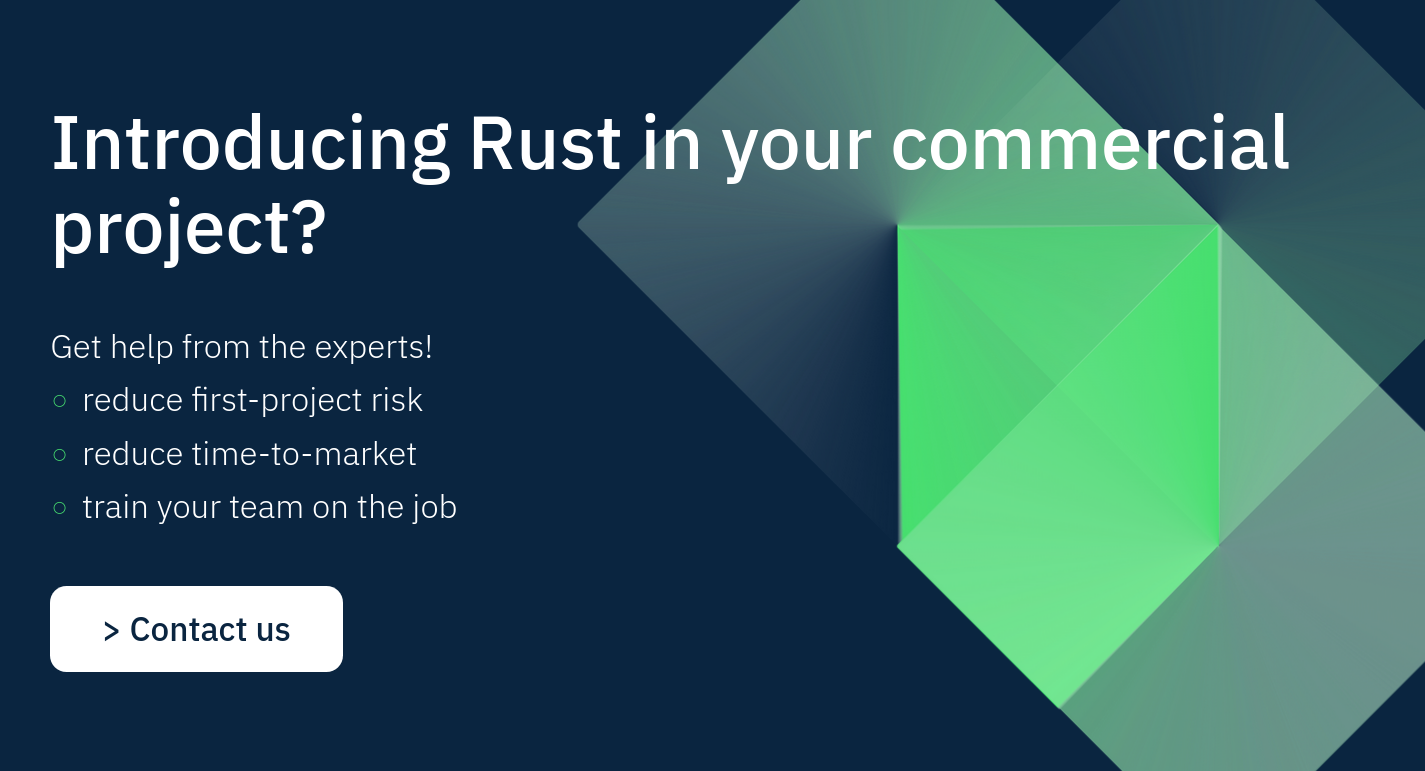 Introducing Rust in your commercial
project?
Get help from the experts!
○ reduce first-project risk
○ reduce time-to-market
○ train your team on the job
> Contact us